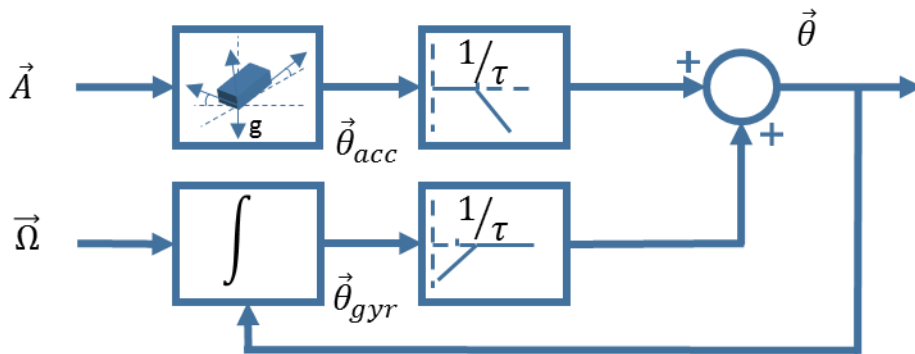 A⃗
g
θ⃗_acc
1/τ
+
θ⃗
+
Ω⃗
∫
θ⃗_gyr
1/τ